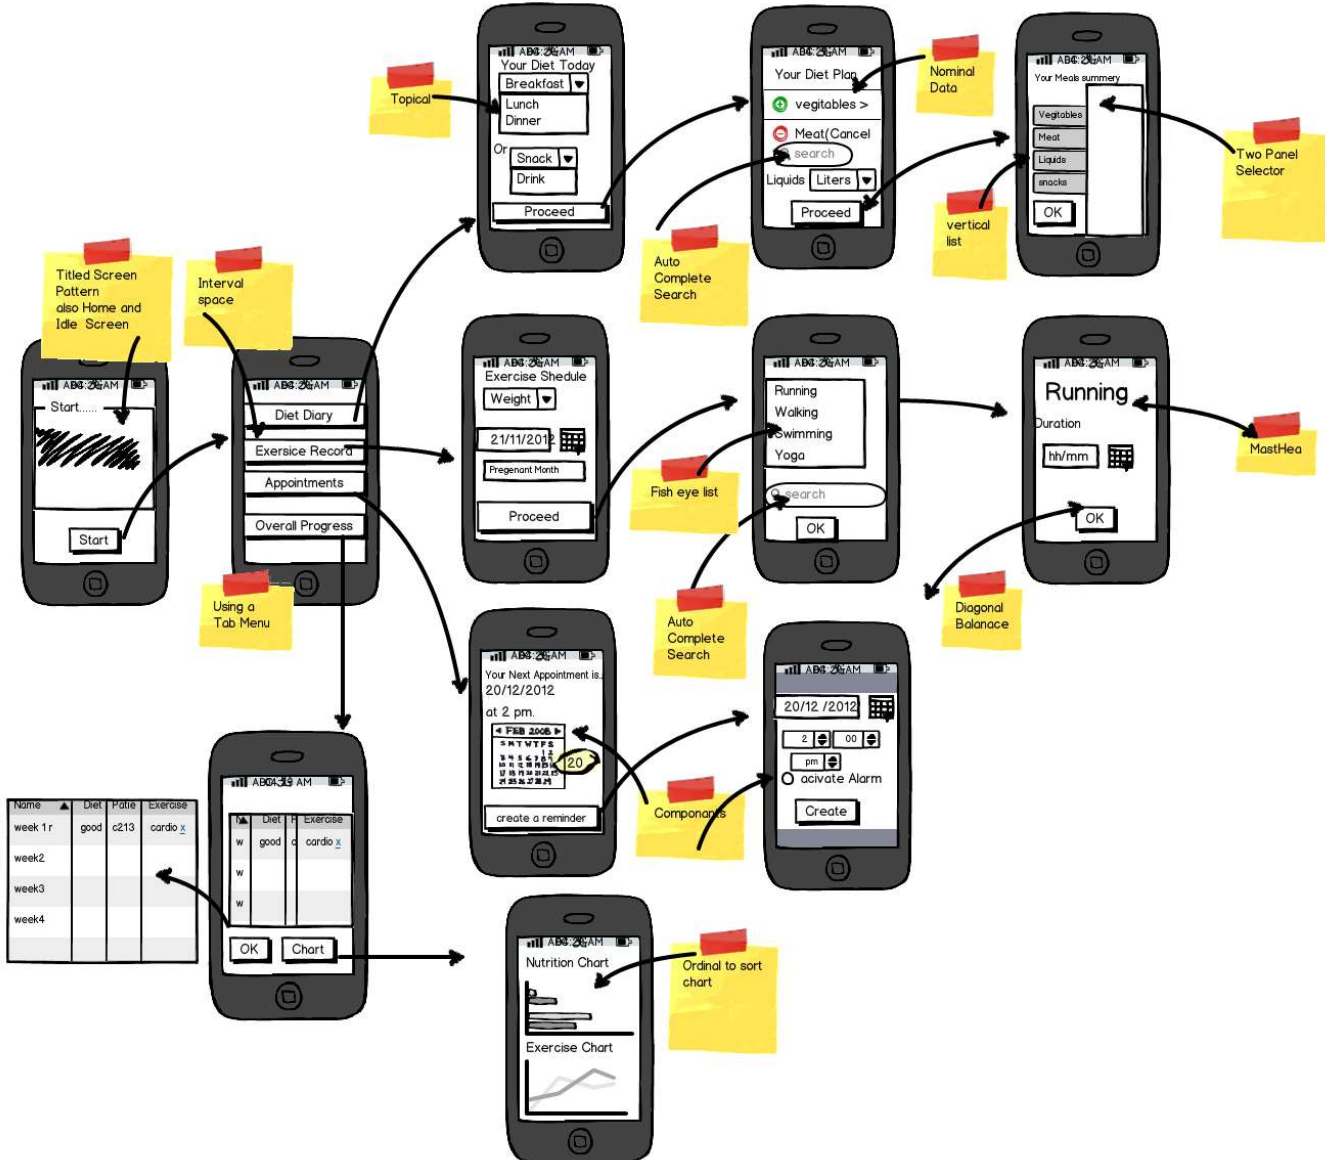 Your Diet Today
Breakfast
Lunch
Dinner
Or
Snack
Drink
Proceed
Topical
Your Diet Plan
vegitables >
Meat(Cancel
search
Liquids
Liters
Proceed
Nominal
Data
Auto
Complete
Search
Your Meals summery
Vegitables
Meat
Liquids
snacks
OK
vertical
list
Two Panel
Selector
Titled Screen
Pattern
also Home and
Idle Screen
Interval
space
Start......
Start
Diet Diary
Exersice Record
Appointments
Overall Progress
Using a
Tab Menu
Exercise Shedule
Weight
21/11/2012
Pregenant Month
Proceed
Running
Walking
Swimming
Yoga
search
OK
Fish eye list
Auto
Complete
Search
Running
Duration
hh/mm
OK
MastHea
Diagonal
Balanace
Your Next Appointment is..
20/12/2012
at 2 pm.
FEB 2008
S M T W T F S
20
create a reminder
Componants
20/12 /2012
2
00
pm
acivate Alarm
Create
Name Diet Patie Exercise
week 1 r good c213 cardio x
week2
week3
week4
Diet P Exercise
w good c cardio x
w
w
OK
Chart
Nutrition Chart
Exercise Chart
Ordinal to sort
chart